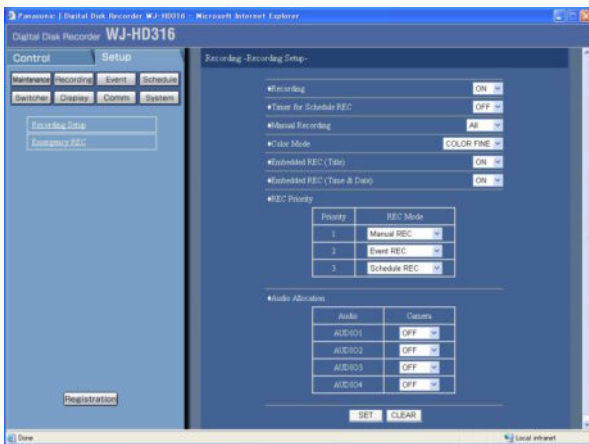 Panasonic | Digital Disk Recorder WJ-HD316 - Microsoft Internet Explorer
Digital Disk Recorder WJ-HD316
Control Setup
Maintenance Recording Event Schedule
Switcher Display Comm System
Recording Setup
Emergency REC
Registration
Recording -Recording Setup-
♦Recording ON
♦Timer for Schedule REC OFF
♦Manual Recording All
♦Color Mode COLOR FINE
♦Embedded REC (Title) ON
♦Embedded REC (Time & Date) ON
♦REC Priority
Priority REC Mode
1 Manual REC
2 Event REC
3 Schedule REC
♦Audio Allocation
Audio Camera
AUDIO1 OFF
AUDIO2 OFF
AUDIO3 OFF
AUDIO4 OFF
SET CLEAR
Done Local intranet